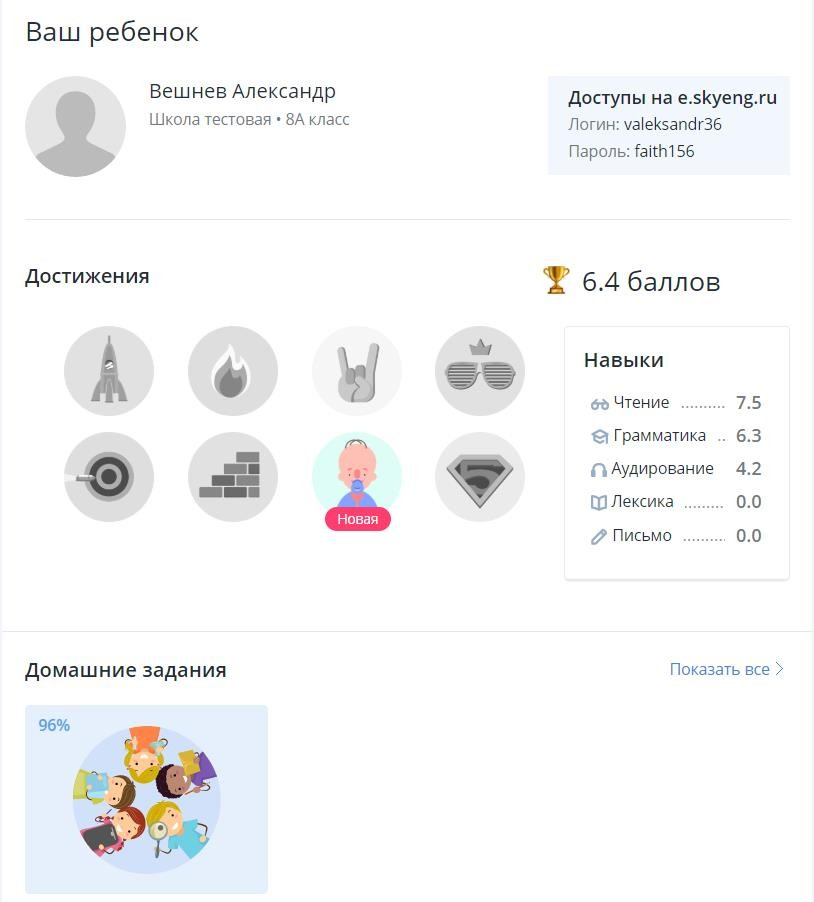 Ваш ребенок
Вешнев Александр
Школа тестовая • 8А класс
Доступы на e.skyeng.ru
Логин: valeksandr36
Пароль: faith156
Достижения
6.4 баллов
Навыки
Чтение .......... 7.5
Грамматика .. 6.3
Аудирование 4.2
Лексика ......... 0.0
Письмо .......... 0.0
Новая
Домашние задания
Показать все
96%